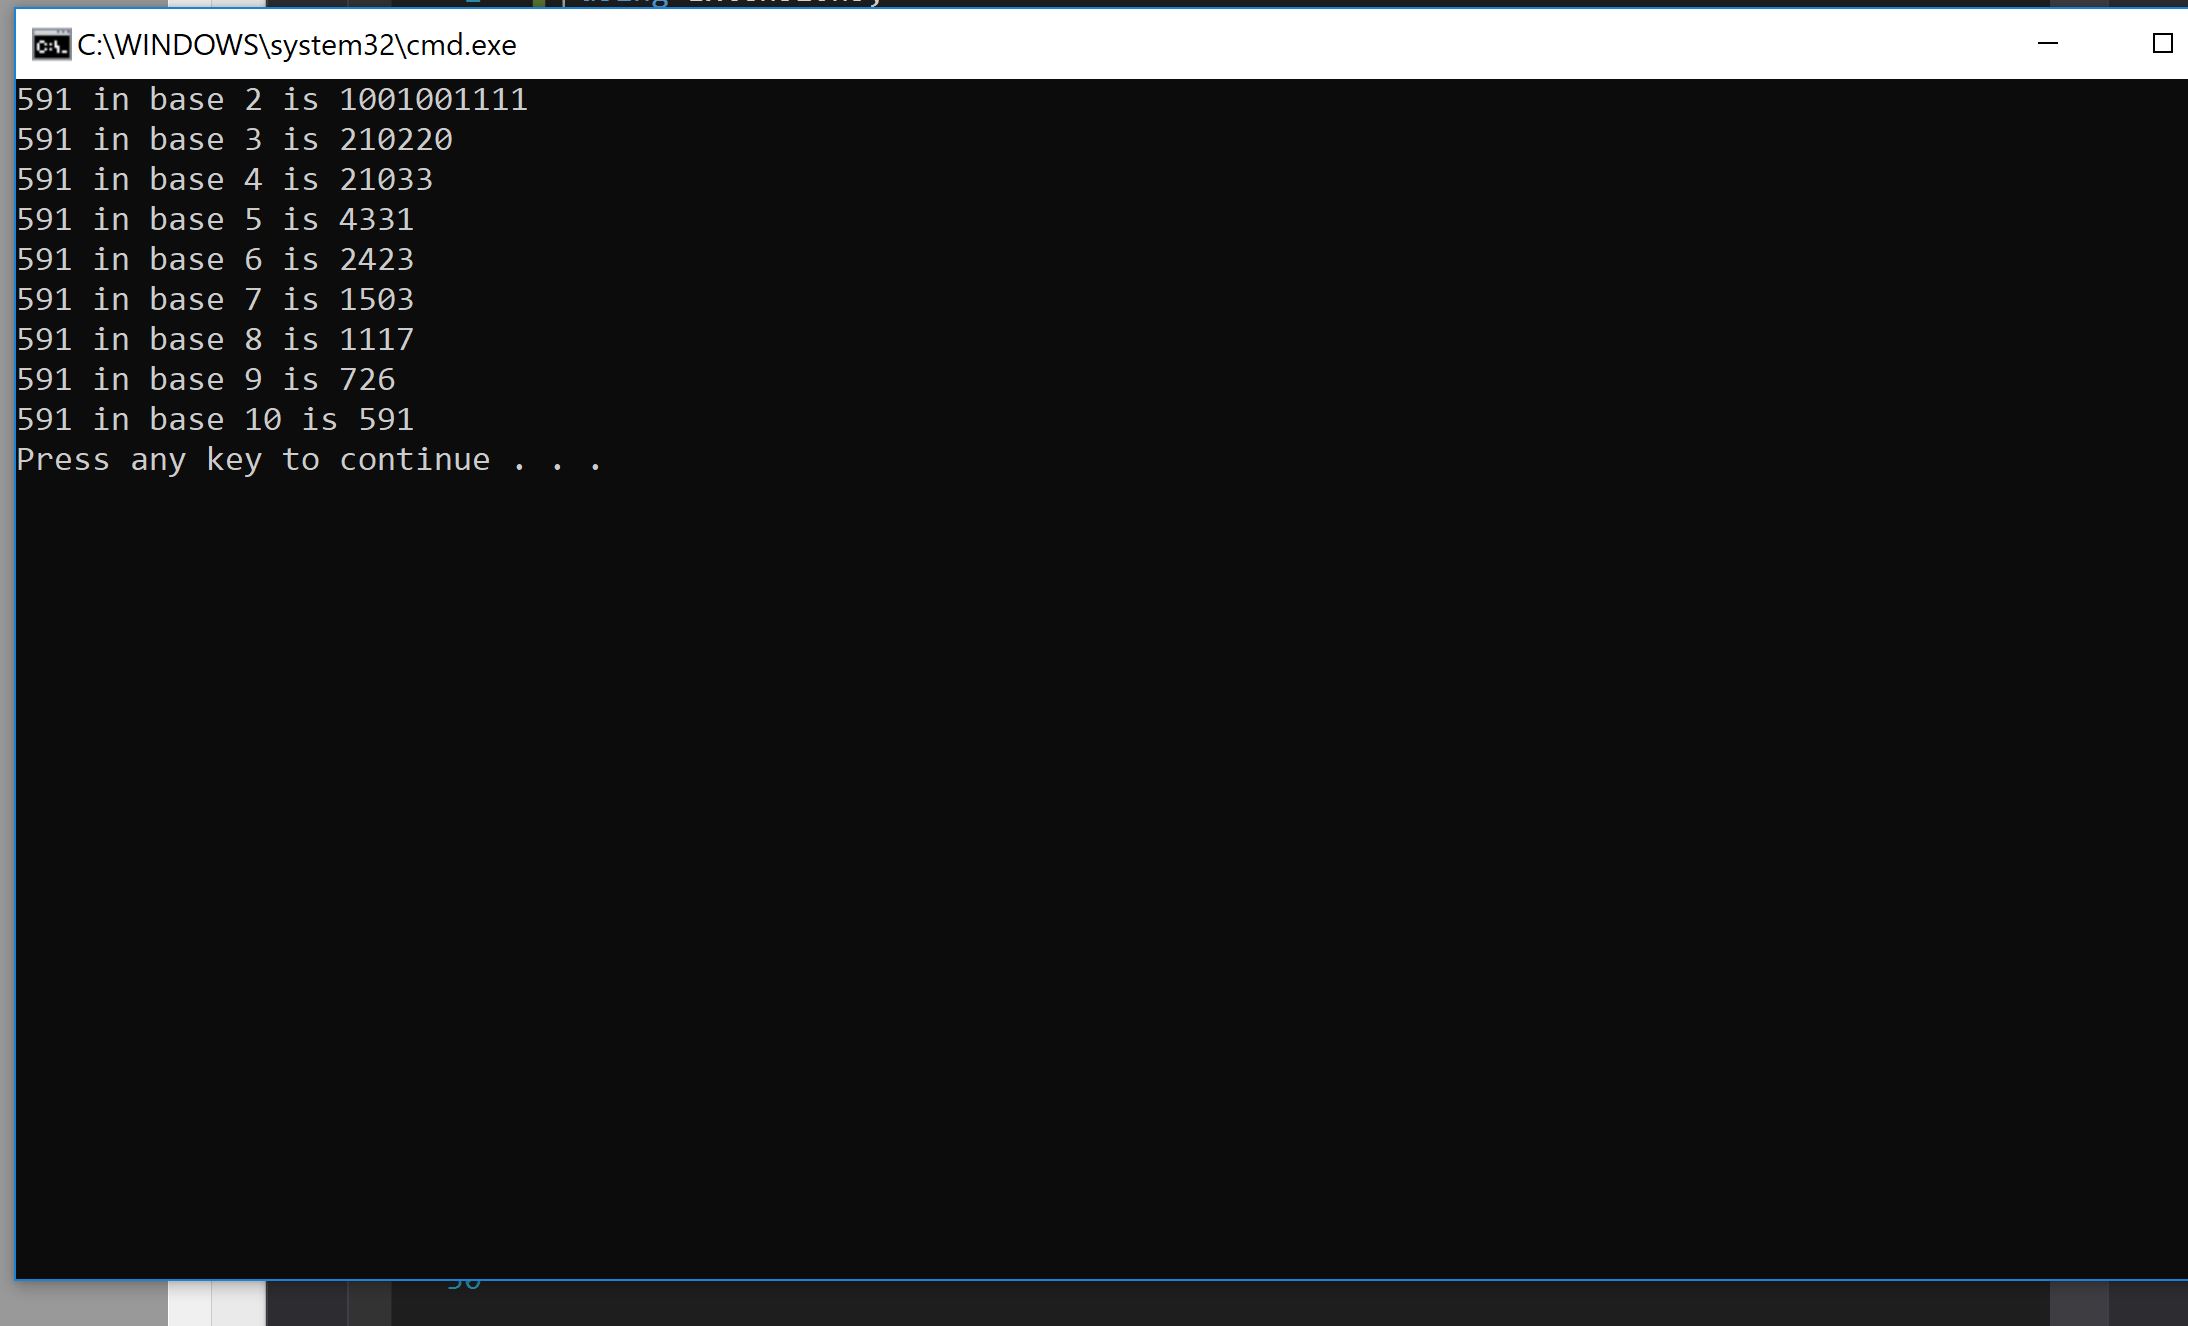 C:\WINDOWS\system32\cmd.exe
591 in base 2 is 1001001111
591 in base 3 is 210220
591 in base 4 is 21033
591 in base 5 is 4331
591 in base 6 is 2423
591 in base 7 is 1503
591 in base 8 is 1117
591 in base 9 is 726
591 in base 10 is 591
Press any key to continue . . .